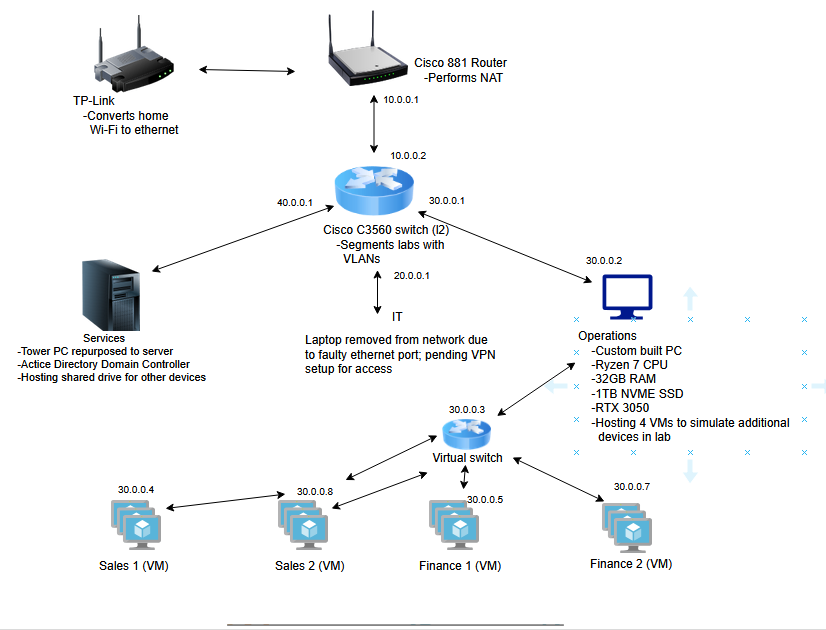 Cisco 881 Router
-Performs NAT
TP-Link
-Converts home
Wi-Fi to ethernet
10.0.0.1
10.0.0.2
40.0.0.1
30.0.0.1
Cisco C3560 switch (l2)
-Segments labs with
VLANs
20.0.0.1
30.0.0.2
IT
Laptop removed from network due
to faulty ethernet port; pending VPN
setup for access
Services
-Tower PC repurposed to server
-Actice Directory Domain Controller
-Hosting shared drive for other devices
Operations
-Custom built PC
-Ryzen 7 CPU
-32GB RAM
-1TB NVME SSD
-RTX 3050
-Hosting 4 VMs to simulate additional
devices in lab
30.0.0.3
Virtual switch
30.0.0.4
30.0.0.8
30.0.0.5
30.0.0.7
Sales 1 (VM)
Sales 2 (VM)
Finance 1 (VM)
Finance 2 (VM)